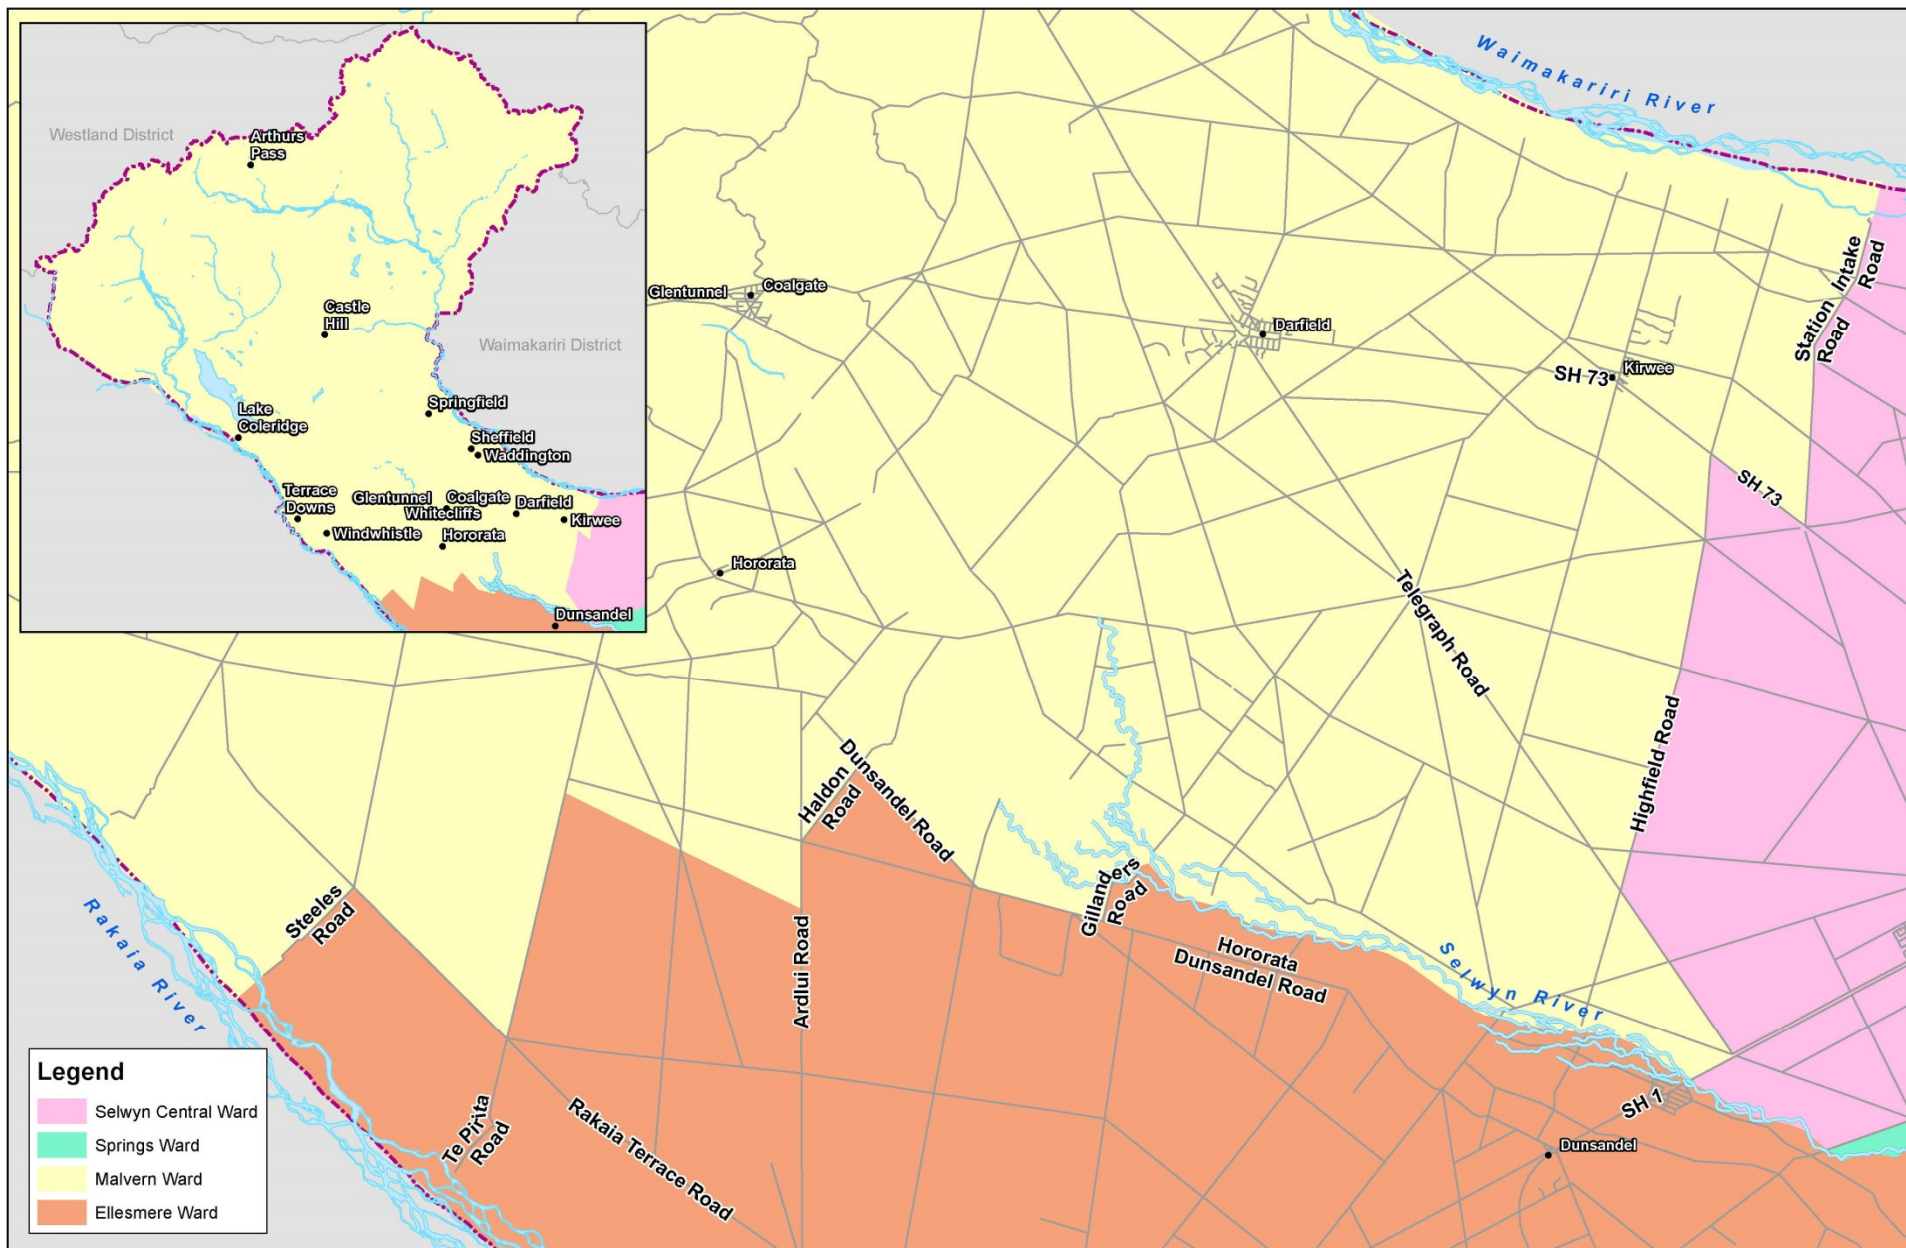 Westland District
Arthurs
Pass
Castle
Hill
Waimakariri District
Lake
Coleridge
Springfield
Sheffield
Waddington
Terrace
Downs
Glentunnel
Coalgate
Whitecliffs
Darfield
Kirwee
Windwhistle
Hororata
Dunsandel
Waimakariri River
Glentunnel
Coalgate
Darfield
SH 73
Kirwee
Station
Road
Intake
Road
SH 73
Hororata
Telegraph Road
Highfield Road
Haldon
Road
Dunsandel Road
Steeles
Road
Rakaia River
Ardlui Road
Gillanders
Road
Hororata
Dunsandel Road
Selwyn River
Te Pirita
Road
Rakaia Terrace Road
SH 1
Dunsandel
Legend
Selwyn Central Ward
Springs Ward
Malvern Ward
Ellesmere Ward